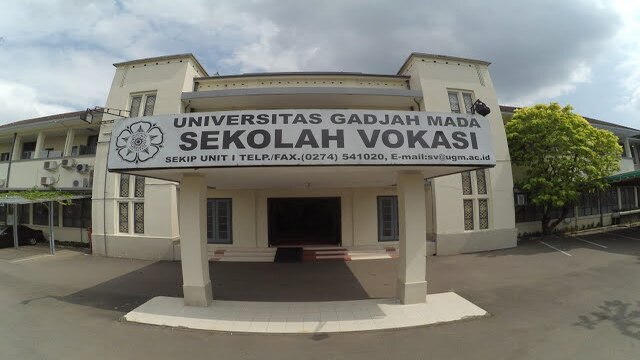 UNIVERSITAS GADJAH MADA
SEKOLAH VOKASI
SEKIP UNIT I TELP./FAX.(0274) 541020, E-mail:sv@ugm.ac.id